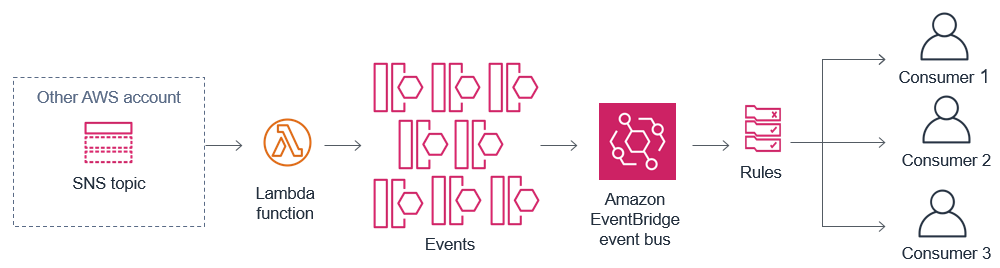 Other AWS account
SNS topic
Lambda
function
Events
Amazon
EventBridge
event bus
Rules
Consumer 1
Consumer 2
Consumer 3